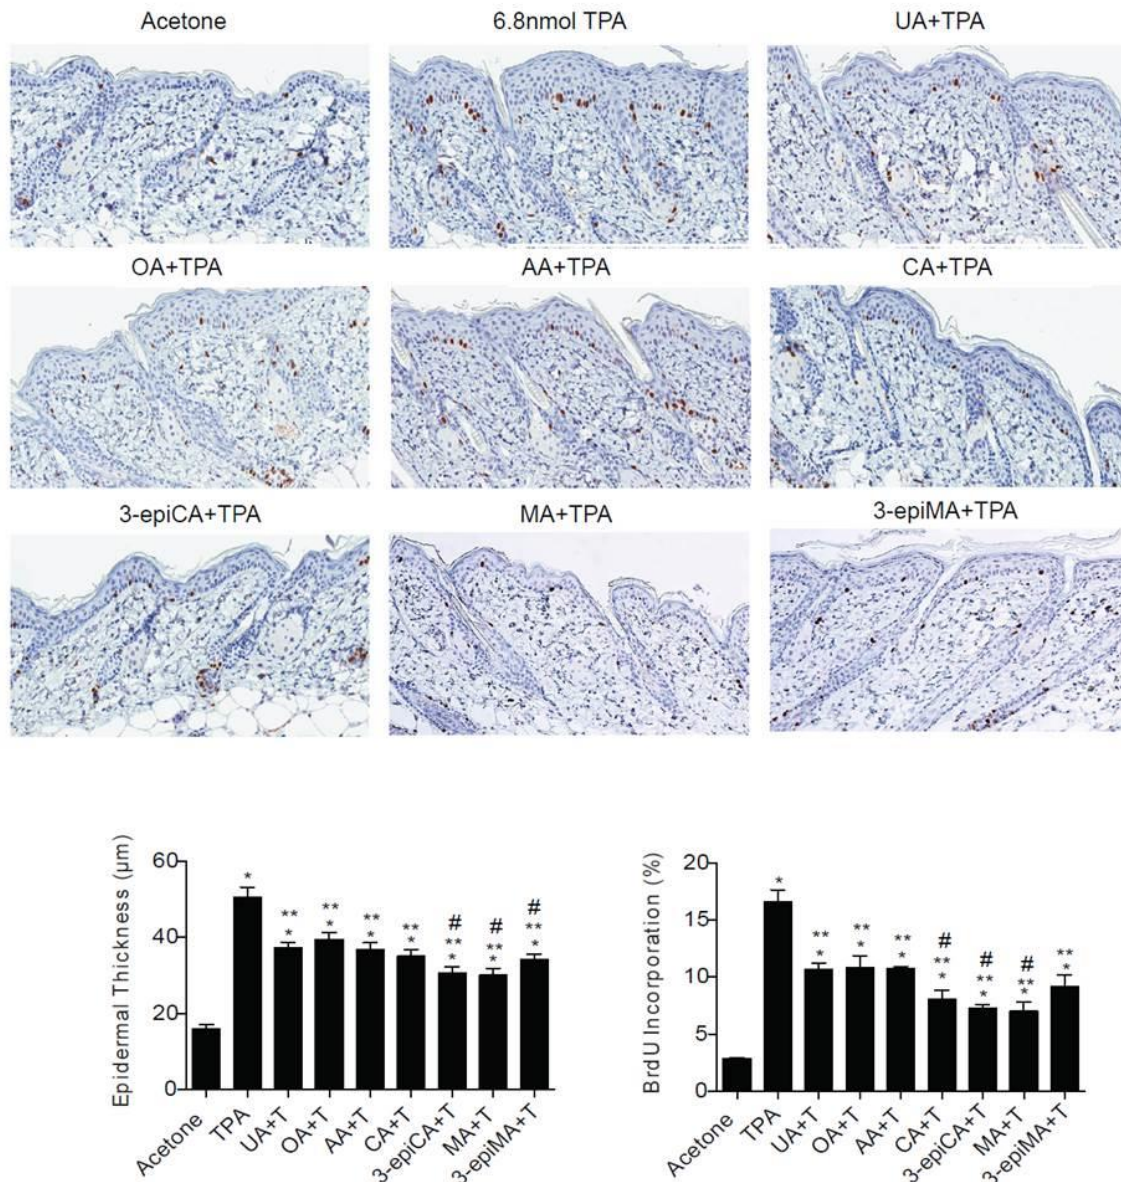 Acetone
6.8nmol TPA
UA+TPA
OA+TPA
AA+TPA
CA+TPA
3-epiCA+TPA
MA+TPA
3-epiMA+TPA
Epidermal Thickness (µm)
60
40
20
0
*
**
*
**
*
**
*
**
*
#
**
*
#
**
*
#
**
*
Acetone
TPA
UA+T
OA+T
AA+T
CA+T
3-epiCA+T
MA+T
3-epiMA+T
BrdU Incorporation (%)
20
15
10
5
0
*
**
*
**
*
**
*
#
**
*
#
**
*
#
**
*
**
*
Acetone
TPA
UA+T
OA+T
AA+T
CA+T
3-epiCA+T
MA+T
3-epiMA+T